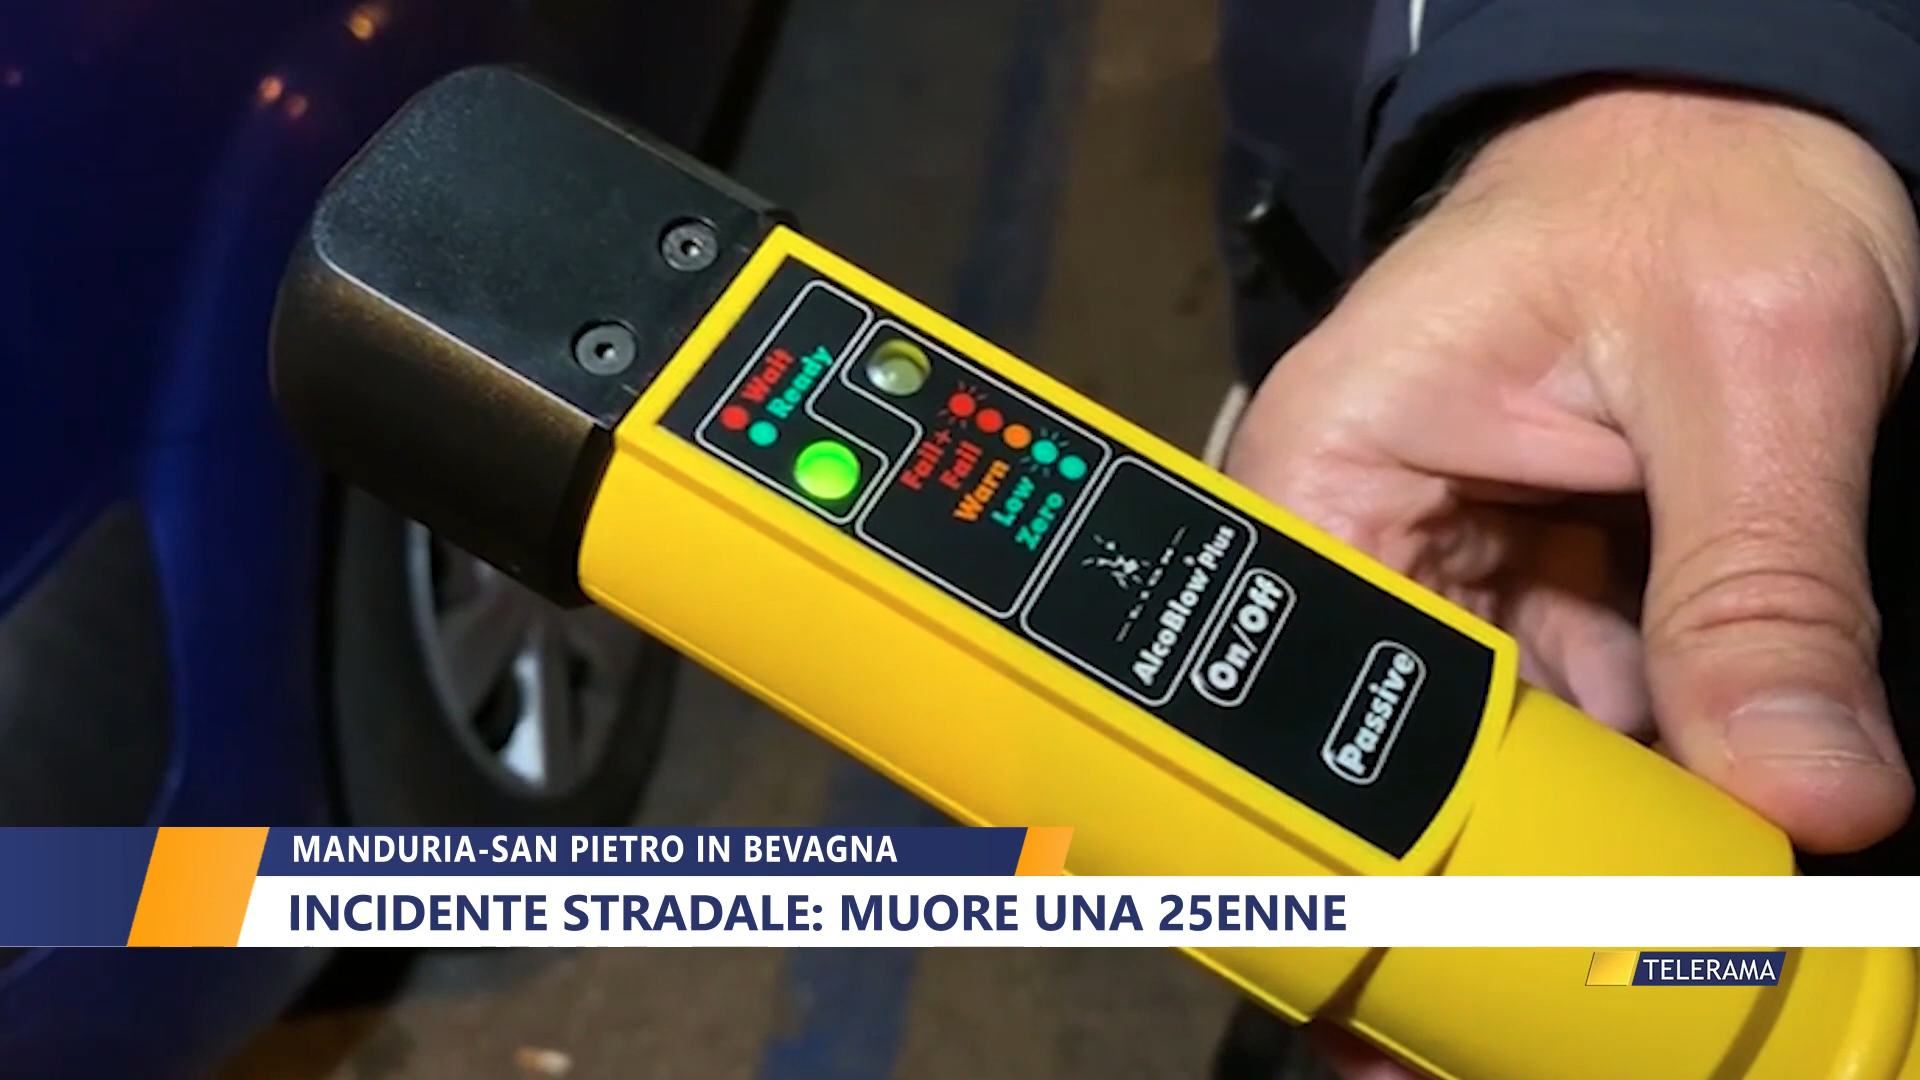 Wait
Ready
Fail+
Fail
Warn
Low
Zero
AlcoBlow Plus
On/Off
Passive
MANDURIA-SAN PIETRO IN BEVAGNA
INCIDENTE STRADALE: MUORE UNA 25ENNE
TELERAMA